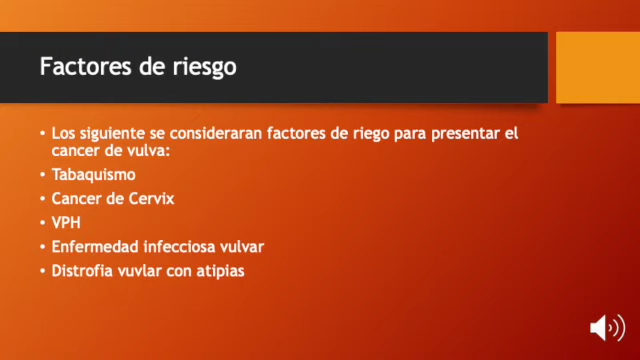 Factores de riesgo
• Los siguiente se consideraran factores de riego para presentar el
cancer de vulva:
• Tabaquismo
• Cancer de Cervix
• VPH
• Enfermedad infecciosa vulvar
• Distrofia vuvlar con atipias